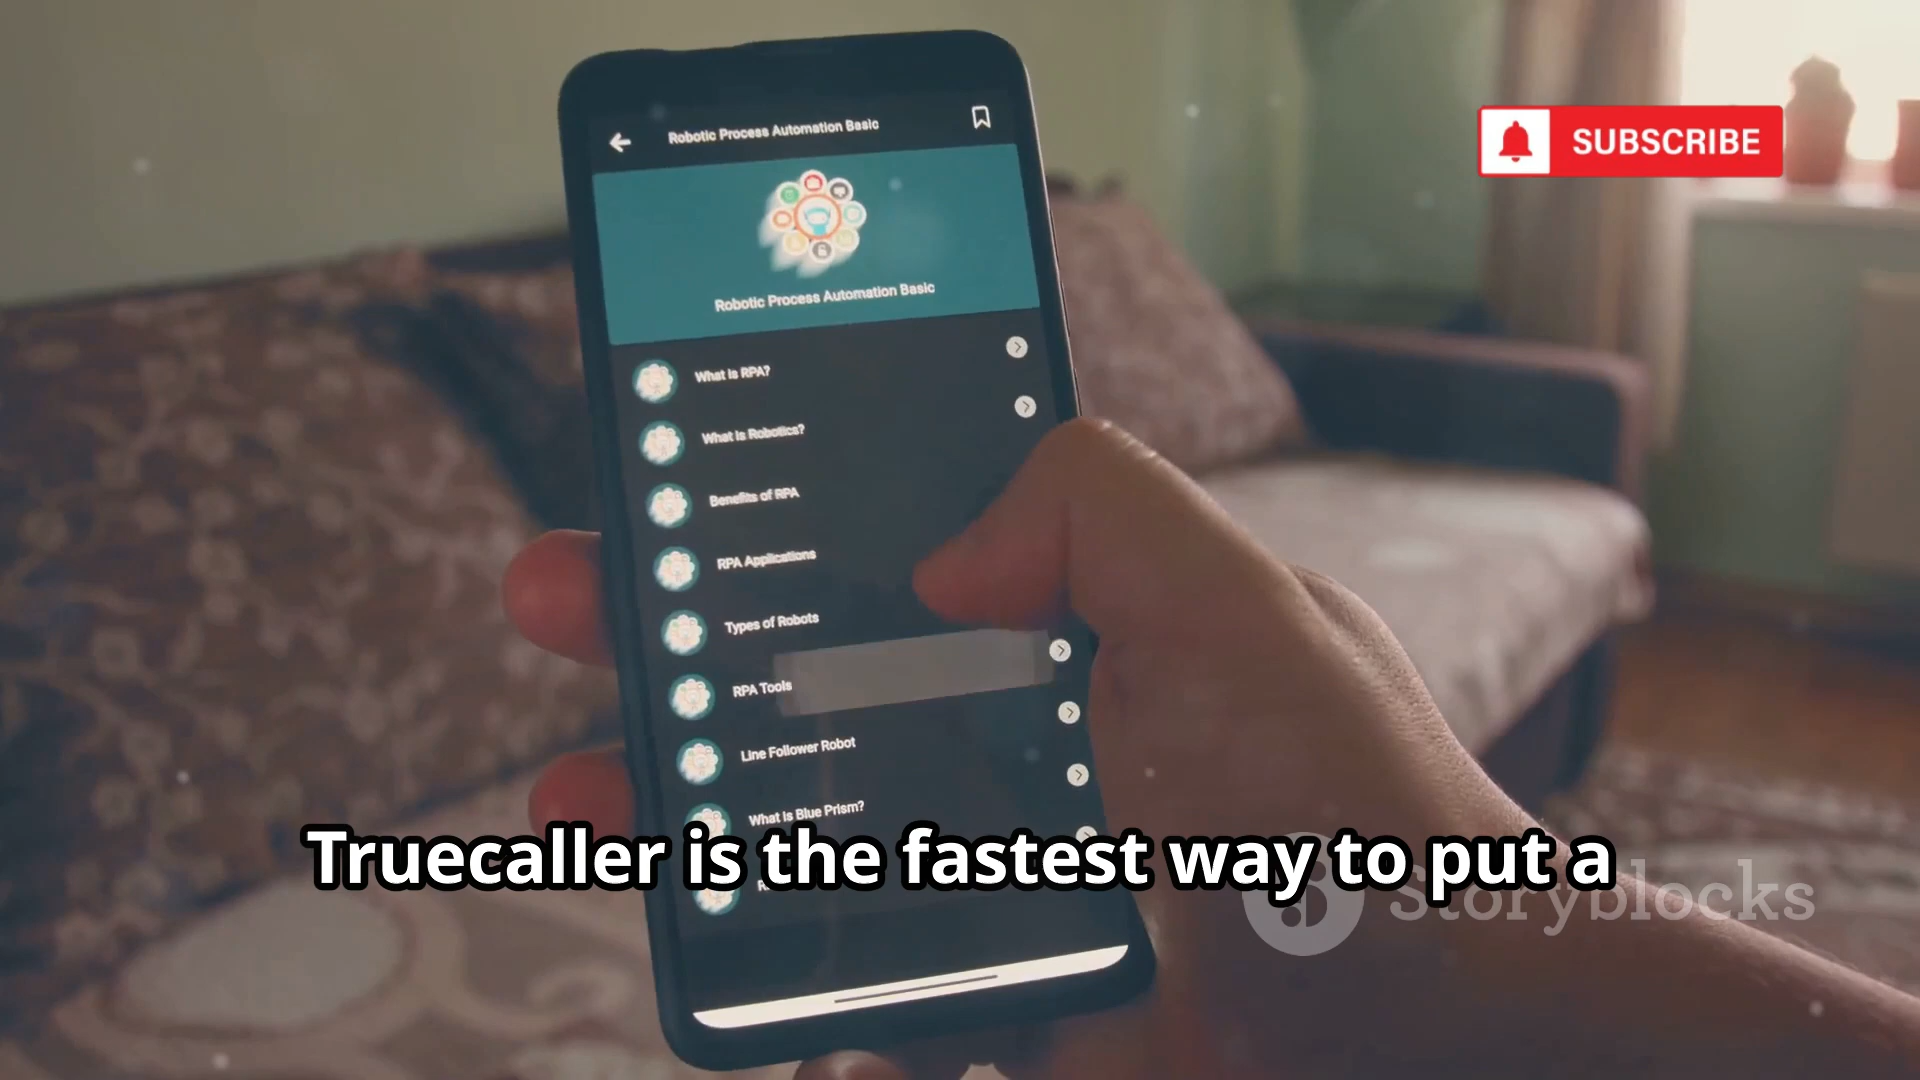 Robotic Process Automation Basic
SUBSCRIBE
Robotic Process Automation Basic
What is RPA?
What is Robotics?
Benefits of RPA
RPA Applications
Types of Robots
RPA Tools
Line Follower Robot
What is Blue Prism?
Truecaller is the fastest way to put a
Storyblocks